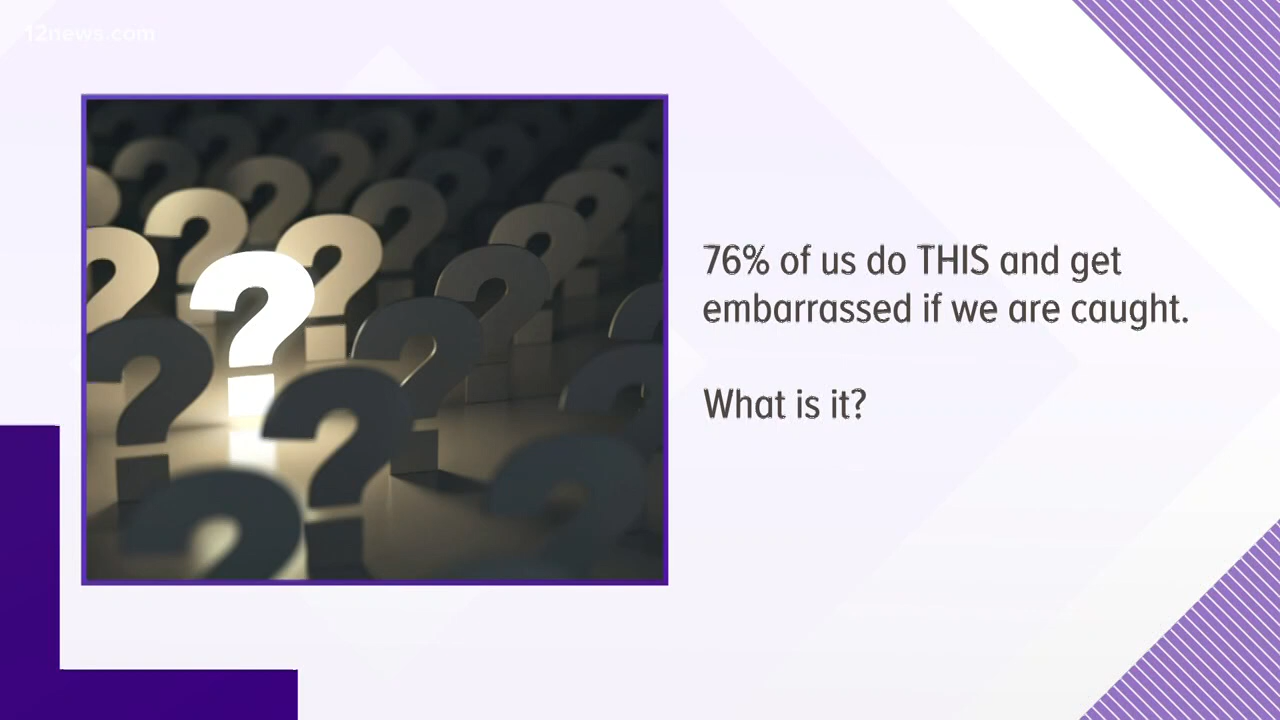 12news.com
76% of us do THIS and get
embarrassed if we are caught.
What is it?